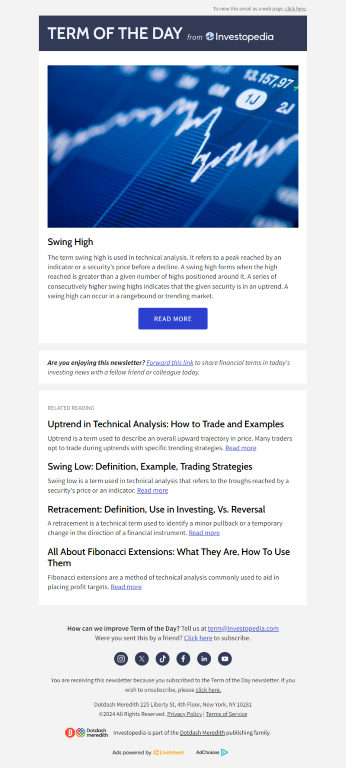 To view this email as a web page, click here.
TERM OF THE DAY from Investopedia
13.157,97
1J 2J
Swing High
The term swing high is used in technical analysis. It refers to a peak reached by an
indicator or a security's price before a decline. A swing high forms when the high
reached is greater than a given number of highs positioned around it. A series of
consecutively higher swing highs indicates that the given security is in an uptrend. A
swing high can occur in a rangebound or trending market.
READ MORE
Are you enjoying this newsletter? Forward this link to share financial terms in today's
investing news with a fellow friend or colleague today.
RELATED READING
Uptrend in Technical Analysis: How to Trade and Examples
Uptrend is a term used to describe an overall upward trajectory in price. Many traders
opt to trade during uptrends with specific trending strategies. Read more
Swing Low: Definition, Example, Trading Strategies
Swing low is a term used in technical analysis that refers to the troughs reached by a
security's price or an indicator. Read more
Retracement: Definition, Use in Investing, Vs. Reversal
A retracement is a technical term used to identify a minor pullback or a temporary
change in the direction of a financial instrument. Read more
All About Fibonacci Extensions: What They Are, How To Use
Them
Fibonacci extensions are a method of technical analysis commonly used to aid in
placing profit targets. Read more
How can we improve Term of the Day? Tell us at term@investopedia.com
Were you sent this by a friend? Click here to subscribe.
You are receiving this newsletter because you subscribed to the Term of the Day newsletter. If you
wish to unsubscribe, please click here.
Dotdash Meredith 225 Liberty St, 4th Floor, New York, NY 10281
©2024 All Rights Reserved. Privacy Policy | Terms of Service
Dotdash meredith Investopedia is part of the Dotdash Meredith publishing family.
Ads powered by LiveIntent AdChoices